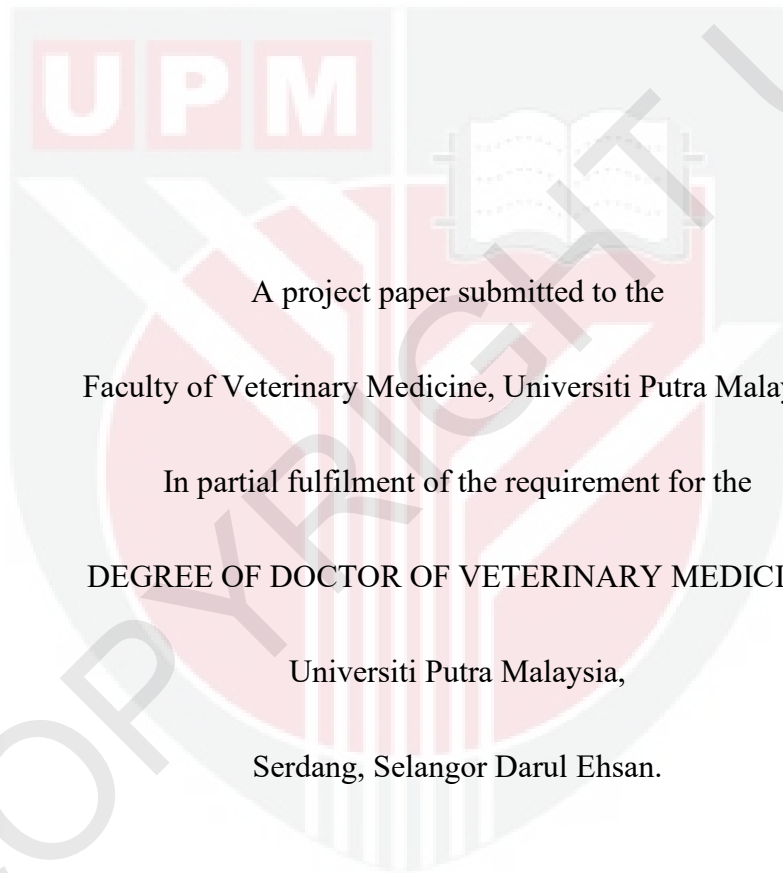 UPM
A project paper submitted to the
Faculty of Veterinary Medicine, Universiti Putra
In partial fulfilment of the requirement for the
DEGREE OF DOCTOR OF VETERINARY
Universiti Putra Malaysia,
Serdang, Selangor Darul Ehsan.
COPYRIGHT